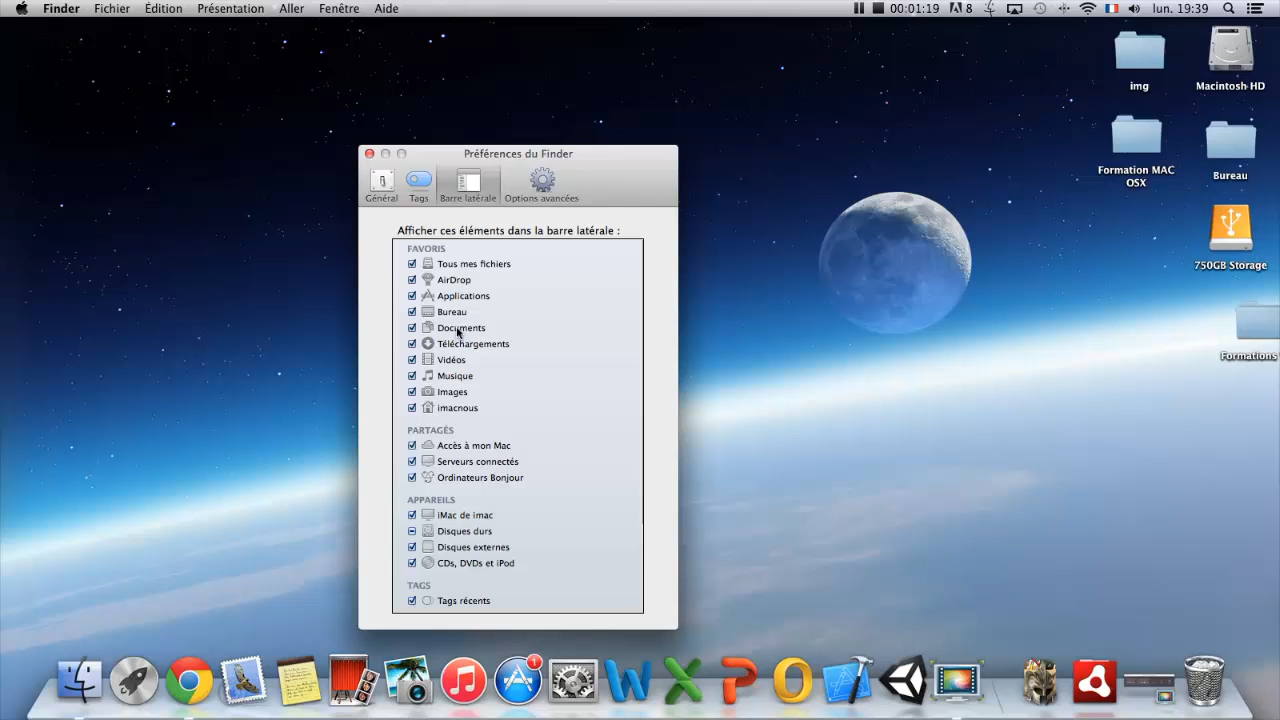 Finder Fichier Édition Présentation Aller Fenêtre Aide 00:01:19 8 lun. 19:39
img
Macintosh HD
Formation MAC
OSX
Bureau
750GB Storage
Formations
Préférences du Finder
Général Tags Barre latérale Options avancées
Afficher ces éléments dans la barre latérale :
FAVORIS
Tous mes fichiers
AirDrop
Applications
Bureau
Documents
Téléchargements
Vidéos
Musique
Images
imacnous
PARTAGÉS
Accès à mon Mac
Serveurs connectés
Ordinateurs Bonjour
APPAREILS
iMac de imac
Disques durs
Disques externes
CDs, DVDs et iPod
TAGS
Tags récents
1